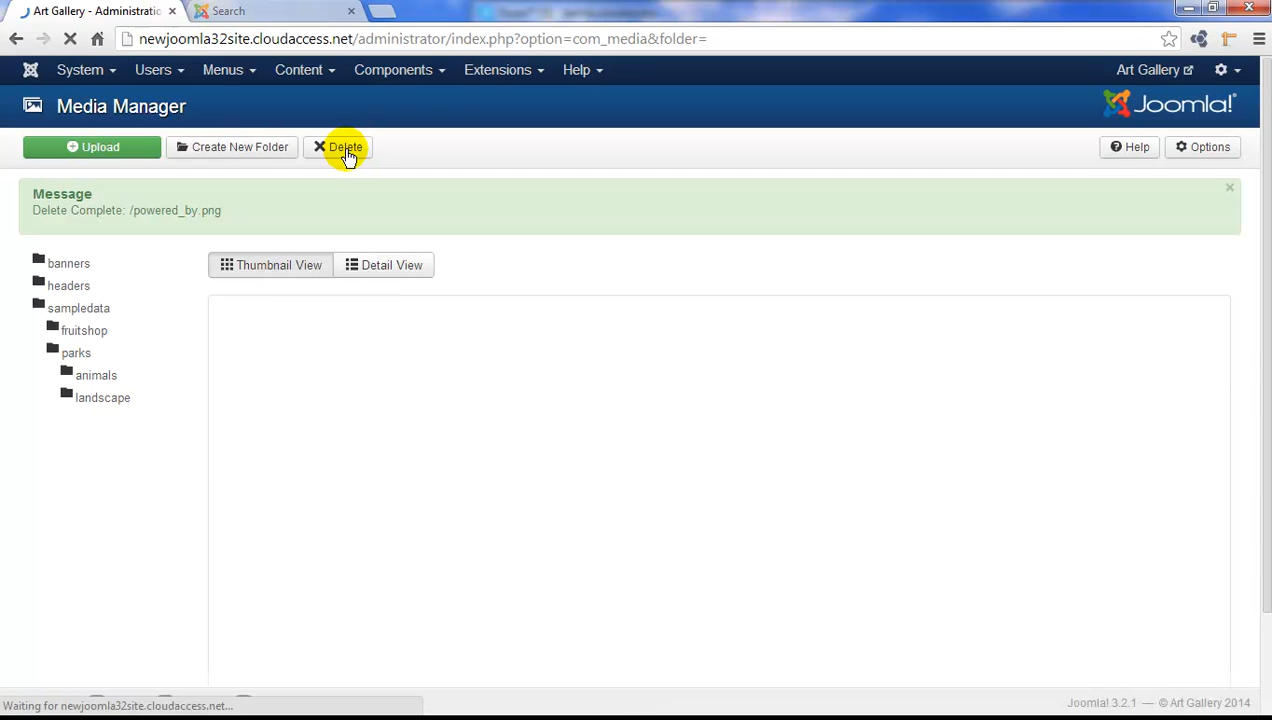 Art Gallery - Administratio
Search
newjoomla32site.cloudaccess.net/administrator/index.php?option=com_media&folder=
System Users Menus Content Components Extensions Help Art Gallery
Media Manager Joomla!®
Upload Create New Folder Delete Help Options
Message
Delete Complete: /powered_by.png
banners
headers
sampledata
fruitshop
parks
animals
landscape
Thumbnail View Detail View
Waiting for newjoomla32site.cloudaccess.net...
Joomla! 3.2.1 — © Art Gallery 2014